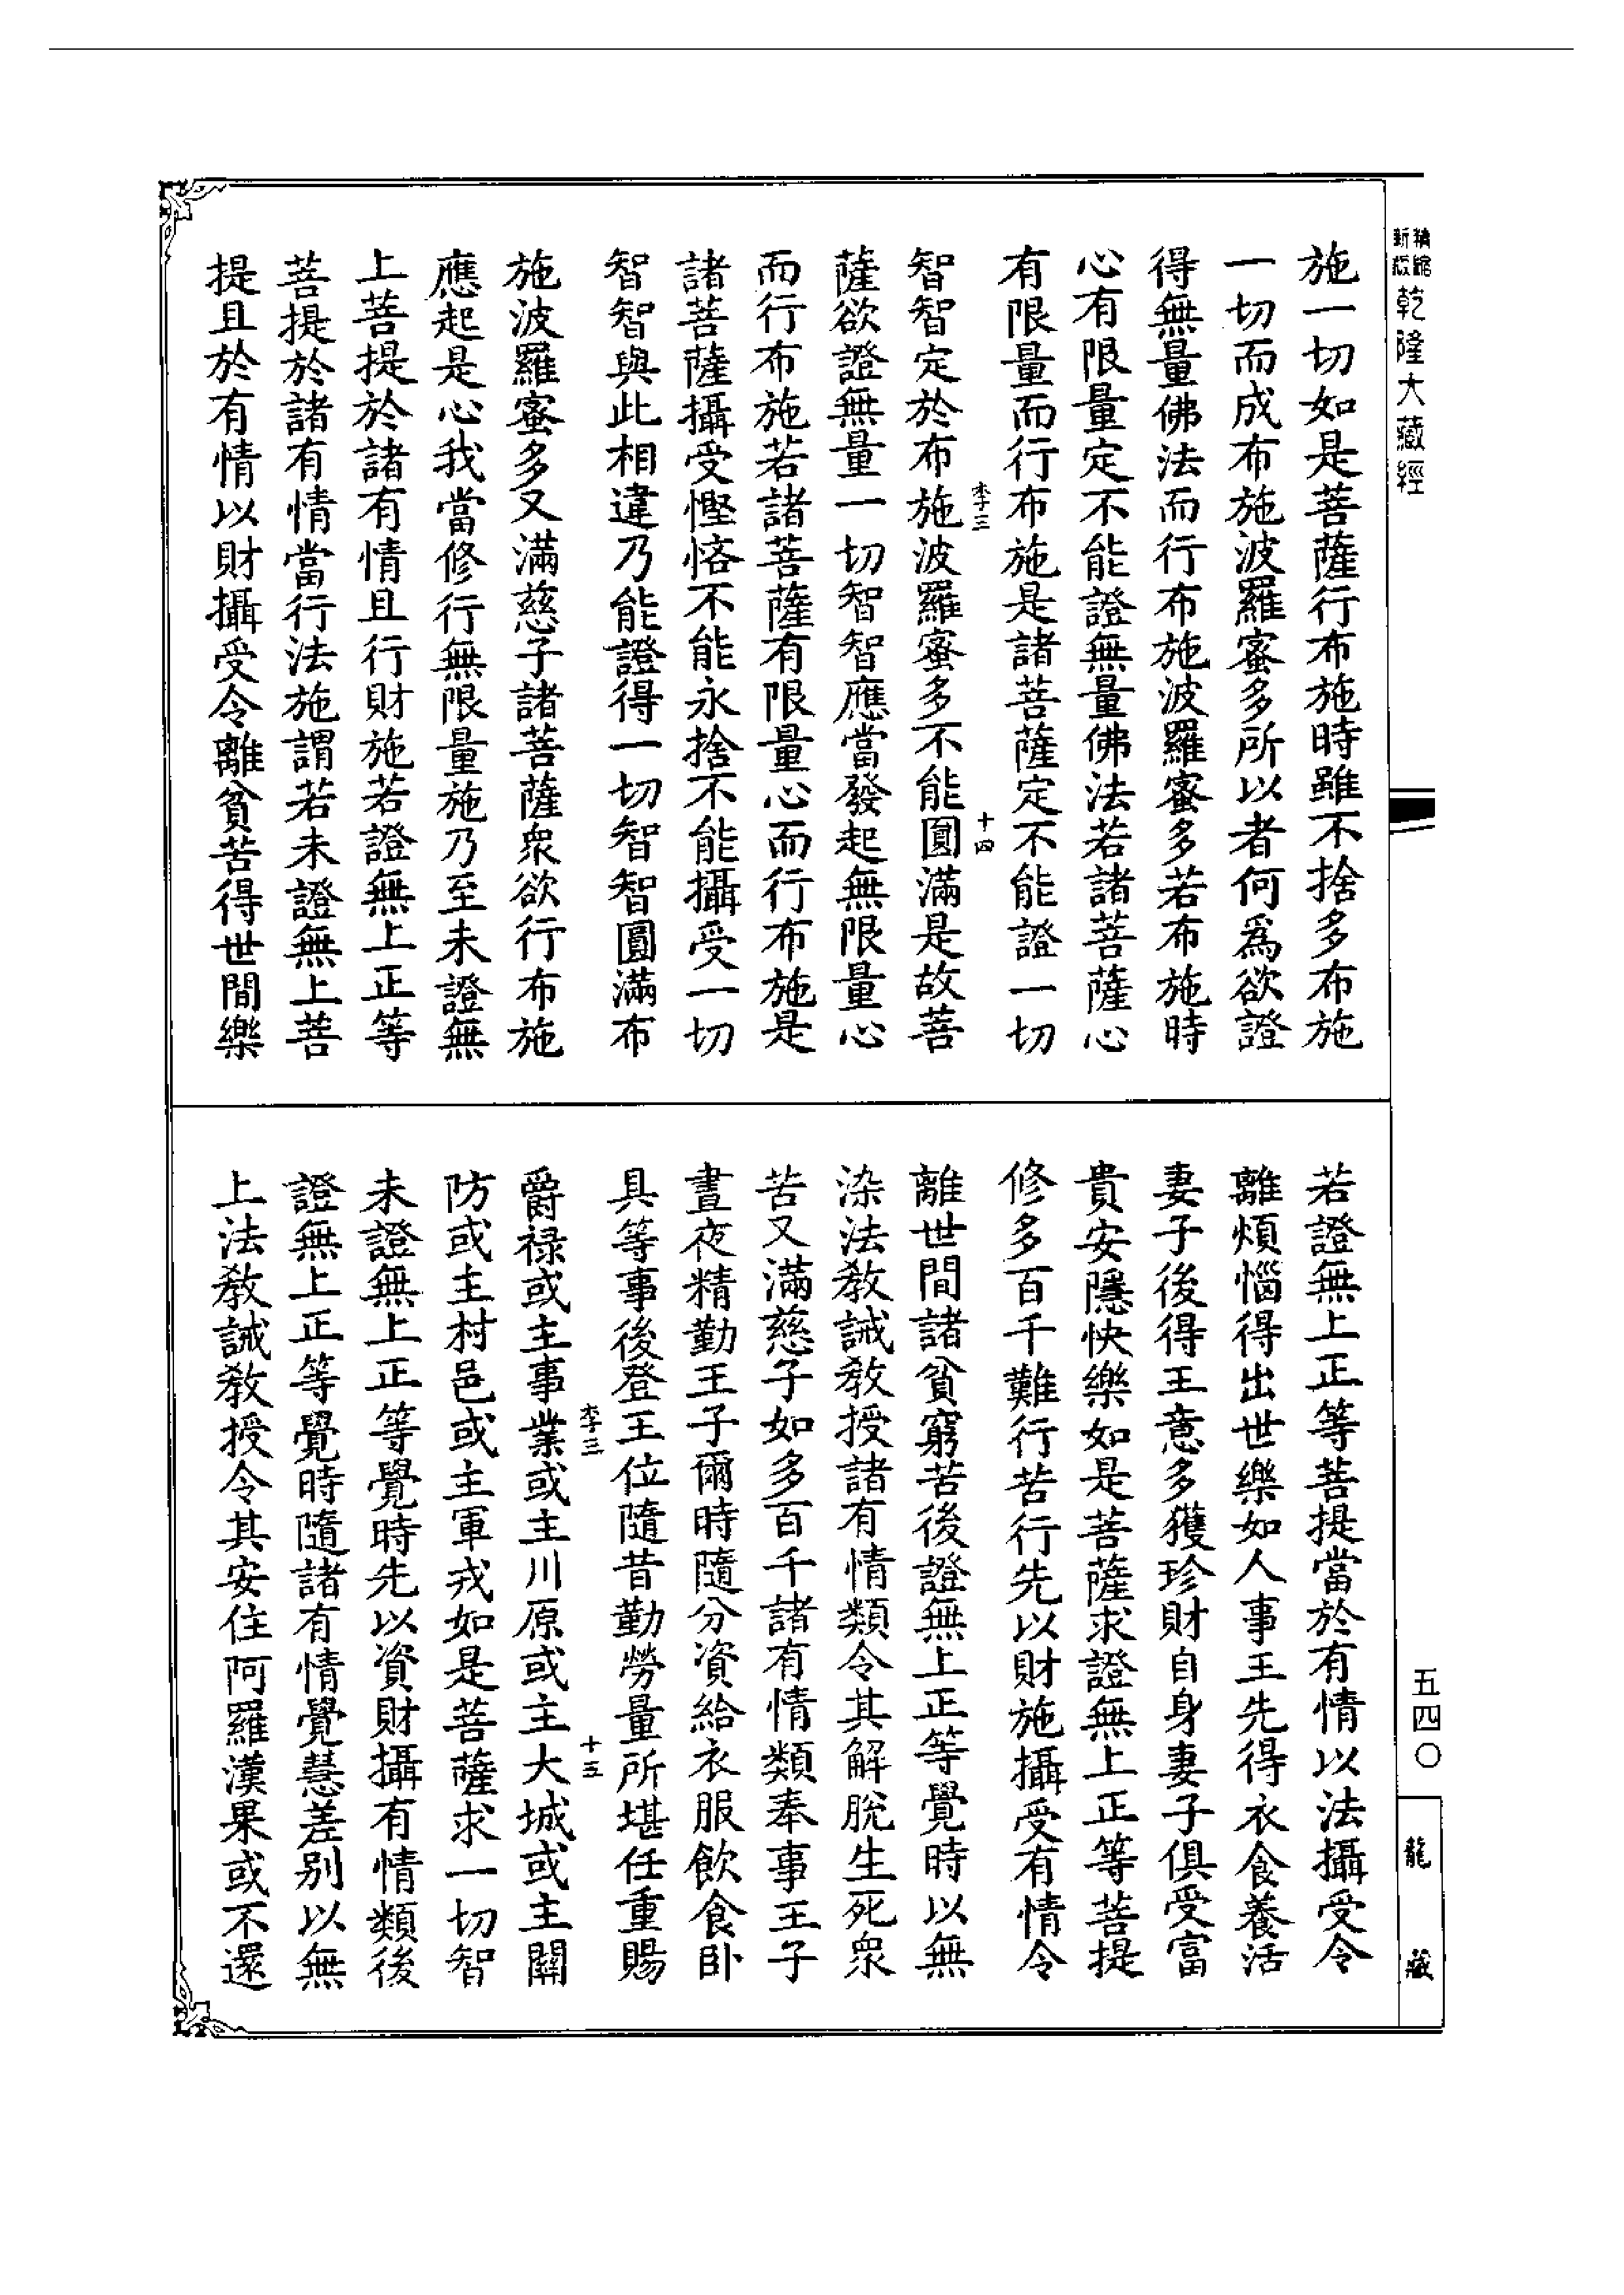 精縮
新版
乾隆大藏經
施一切如是菩薩行布施時雖不捨多布施
一切而成布施波羅蜜多所以者何爲欲證
得無量佛法而行布施波羅蜜多若布施時
心有限量定不能證無量佛法若諸菩薩心
有限量而行布施是諸菩薩定不能證一切
李三
十四
智智定於布施波羅蜜多不能圓滿是故菩
薩欲證無量一切智智應當發起無限量心
而行布施若諸菩薩有限量心而行布施是
諸菩薩攝受慳悋不能永捨不能攝受一切
智智與此相違乃能證得一切智智圓滿布
施波羅蜜多又滿慈子諸菩薩衆欲行布施
應起是心我當修行無限量施乃至未證無
上菩提於諸有情且行財施若證無上正等
菩提於諸有情當行法施謂若未證無上菩
提且於有情以財攝受令離貧苦得世間樂
若證無上正等菩提當於有情以法攝受令
離煩惱得出世樂如人事王先得衣食養活
妻子後得王意多獲珍財自身妻子俱受富
貴安隱快樂如是菩薩求證無上正等菩提
修多百千難行苦行先以財施攝受有情令
離世間諸貧窮苦後證無上正等覺時以無
染法教誡教授諸有情類令其解脫生死衆
苦又滿慈子如多百千諸有情類奉事王子
晝夜精勤王子爾時隨分資給衣服飲食卧
具等事後登王位隨昔勤勞量所堪任重賜
李三
十五
爵祿或主事業或主川原或主大城或主關
防或主村邑或主軍戎如是菩薩求一切智
未證無上正等覺時先以資財攝有情類後
證無上正等覺時隨諸有情覺慧差別以無
上法教誡教授令其安住阿羅漢果或不還
五四〇
龍藏